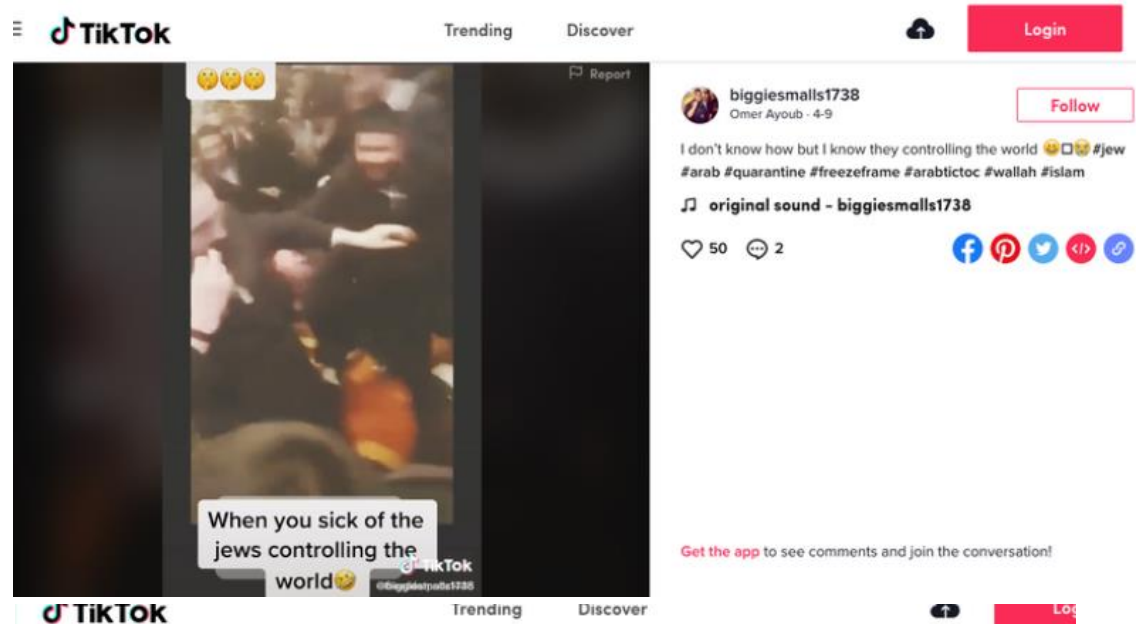 TikTok
Trending
Discover
Login
Report
biggiesmalls1738
Omer Ayoub · 4-9
Follow
I don't know how but I know they controlling the world 😄□😹 #jew
#arab #quarantine #freezeframe #arabtictoc #wallah #islam
original sound - biggiesmalls1738
50
2
When you sick of the
jews controlling the
world🤣
TikTok
Get the app to see comments and join the conversation!
TikTok
Trending
Discover